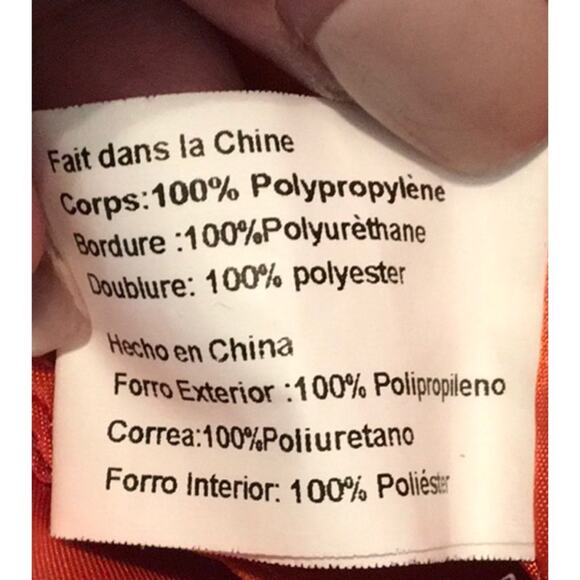 Fait dans la Chine
Corps:100% Polypropylène
Bordure :100%Polyurèthane
Doublure: 100% polyester
Hecho en China
Forro Exterior :100% Polipropileno
Correa:100%Poliuretano
Forro Interior: 100% Poliéster